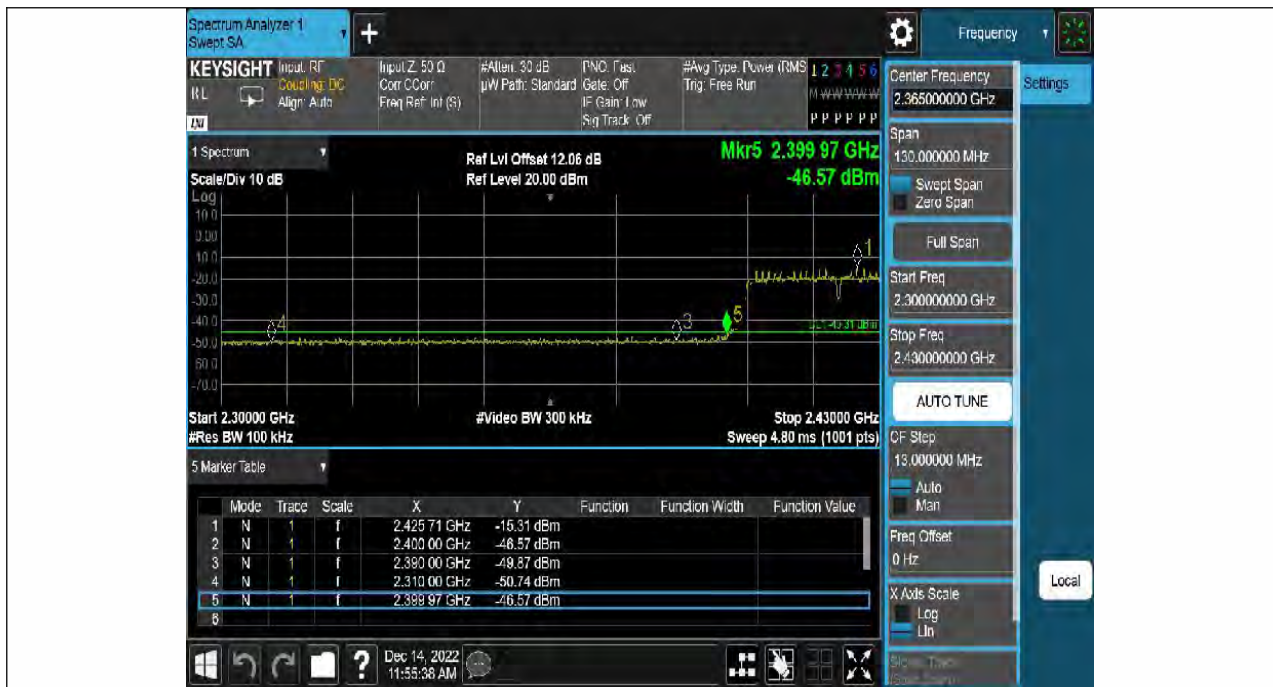 Spectrum Analyzer 1
Swept SA
+
Frequency
KEYSIGHT Input: RF
RL
Coupling: DC
Align: Auto
Input Z: 50 Ω
Corr CCorr
Freq Ref: Int (S)
#Atten: 30 dB
µW Path: Standard
PNO: Fast
Gate: Off
IF Gain: Low
Sig Track: Off
#Avg Type: Power (RMS
Trig: Free Run
1 2 3 4 5 6
M W W W W W
P P P P P P
LXI
1 Spectrum
Scale/Div 10 dB
Ref Lvl Offset 12.06 dB
Ref Level 20.00 dBm
Mkr5 2.399 97 GHz
-46.57 dBm
Log
10.0
0.00
-10.0
-20.0
-30.0
-40.0
-50.0
-60.0
-70.0
1
3
4
5
DL1 -45.31 dBm
Start 2.30000 GHz
#Video BW 300 kHz
Stop 2.43000 GHz
#Res BW 100 kHz
Sweep 4.80 ms (1001 pts)
5 Marker Table
Mode Trace Scale X Y Function Function Width Function Value
1 N 1 f 2.425 71 GHz -15.31 dBm
2 N 1 f 2.400 00 GHz -46.57 dBm
3 N 1 f 2.390 00 GHz -49.87 dBm
4 N 1 f 2.310 00 GHz -50.74 dBm
5 N 1 f 2.399 97 GHz -46.57 dBm
6
?
Dec 14, 2022
11:55:38 AM
Center Frequency
2.365000000 GHz
Settings
Span
130.000000 MHz
Swept Span
Zero Span
Full Span
Start Freq
2.300000000 GHz
Stop Freq
2.430000000 GHz
AUTO TUNE
CF Step
13.000000 MHz
Auto
Man
Freq Offset
0 Hz
X Axis Scale
Log
Lin
Local